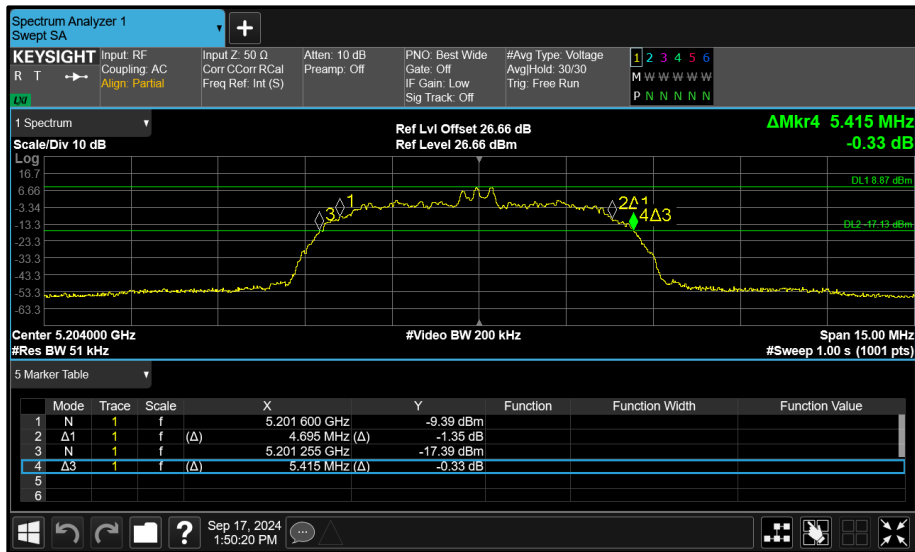 Spectrum Analyzer 1
Swept SA
+
KEYSIGHT Input: RF Input Z: 50 Ω Atten: 10 dB PNO: Best Wide #Avg Type: Voltage 1 2 3 4 5 6
R T Coupling: AC Corr CCorr RCal Preamp: Off Gate: Off Avg|Hold: 30/30 M W W W W W
Align: Partial Freq Ref: Int (S) IF Gain: Low Trig: Free Run
LXI Sig Track: Off P N N N N N
1 Spectrum Ref Lvl Offset 26.66 dB ΔMkr4 5.415 MHz
Scale/Div 10 dB Ref Level 26.66 dBm -0.33 dB
Log
16.7
DL1 8.87 dBm
6.66
-3.34 1 2Δ1
3 4Δ3
-13.3 DL2 -17.13 dBm
-23.3
-33.3
-43.3
-53.3
-63.3
Center 5.204000 GHz #Video BW 200 kHz Span 15.00 MHz
#Res BW 51 kHz #Sweep 1.00 s (1001 pts)
5 Marker Table
Mode Trace Scale X Y Function Function Width Function Value
1 N 1 f 5.201 600 GHz -9.39 dBm
2 Δ1 1 f (Δ) 4.695 MHz (Δ) -1.35 dB
3 N 1 f 5.201 255 GHz -17.39 dBm
4 Δ3 1 f (Δ) 5.415 MHz (Δ) -0.33 dB
5
6
? Sep 17, 2024
1:50:20 PM